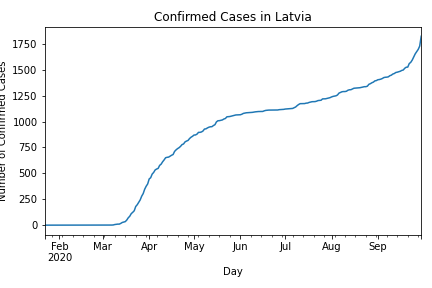 Confirmed Cases in Latvia
Number of Confirmed Cases
1750
1500
1250
1000
750
500
250
0
Feb Mar Apr May Jun Jul Aug Sep
2020
Day